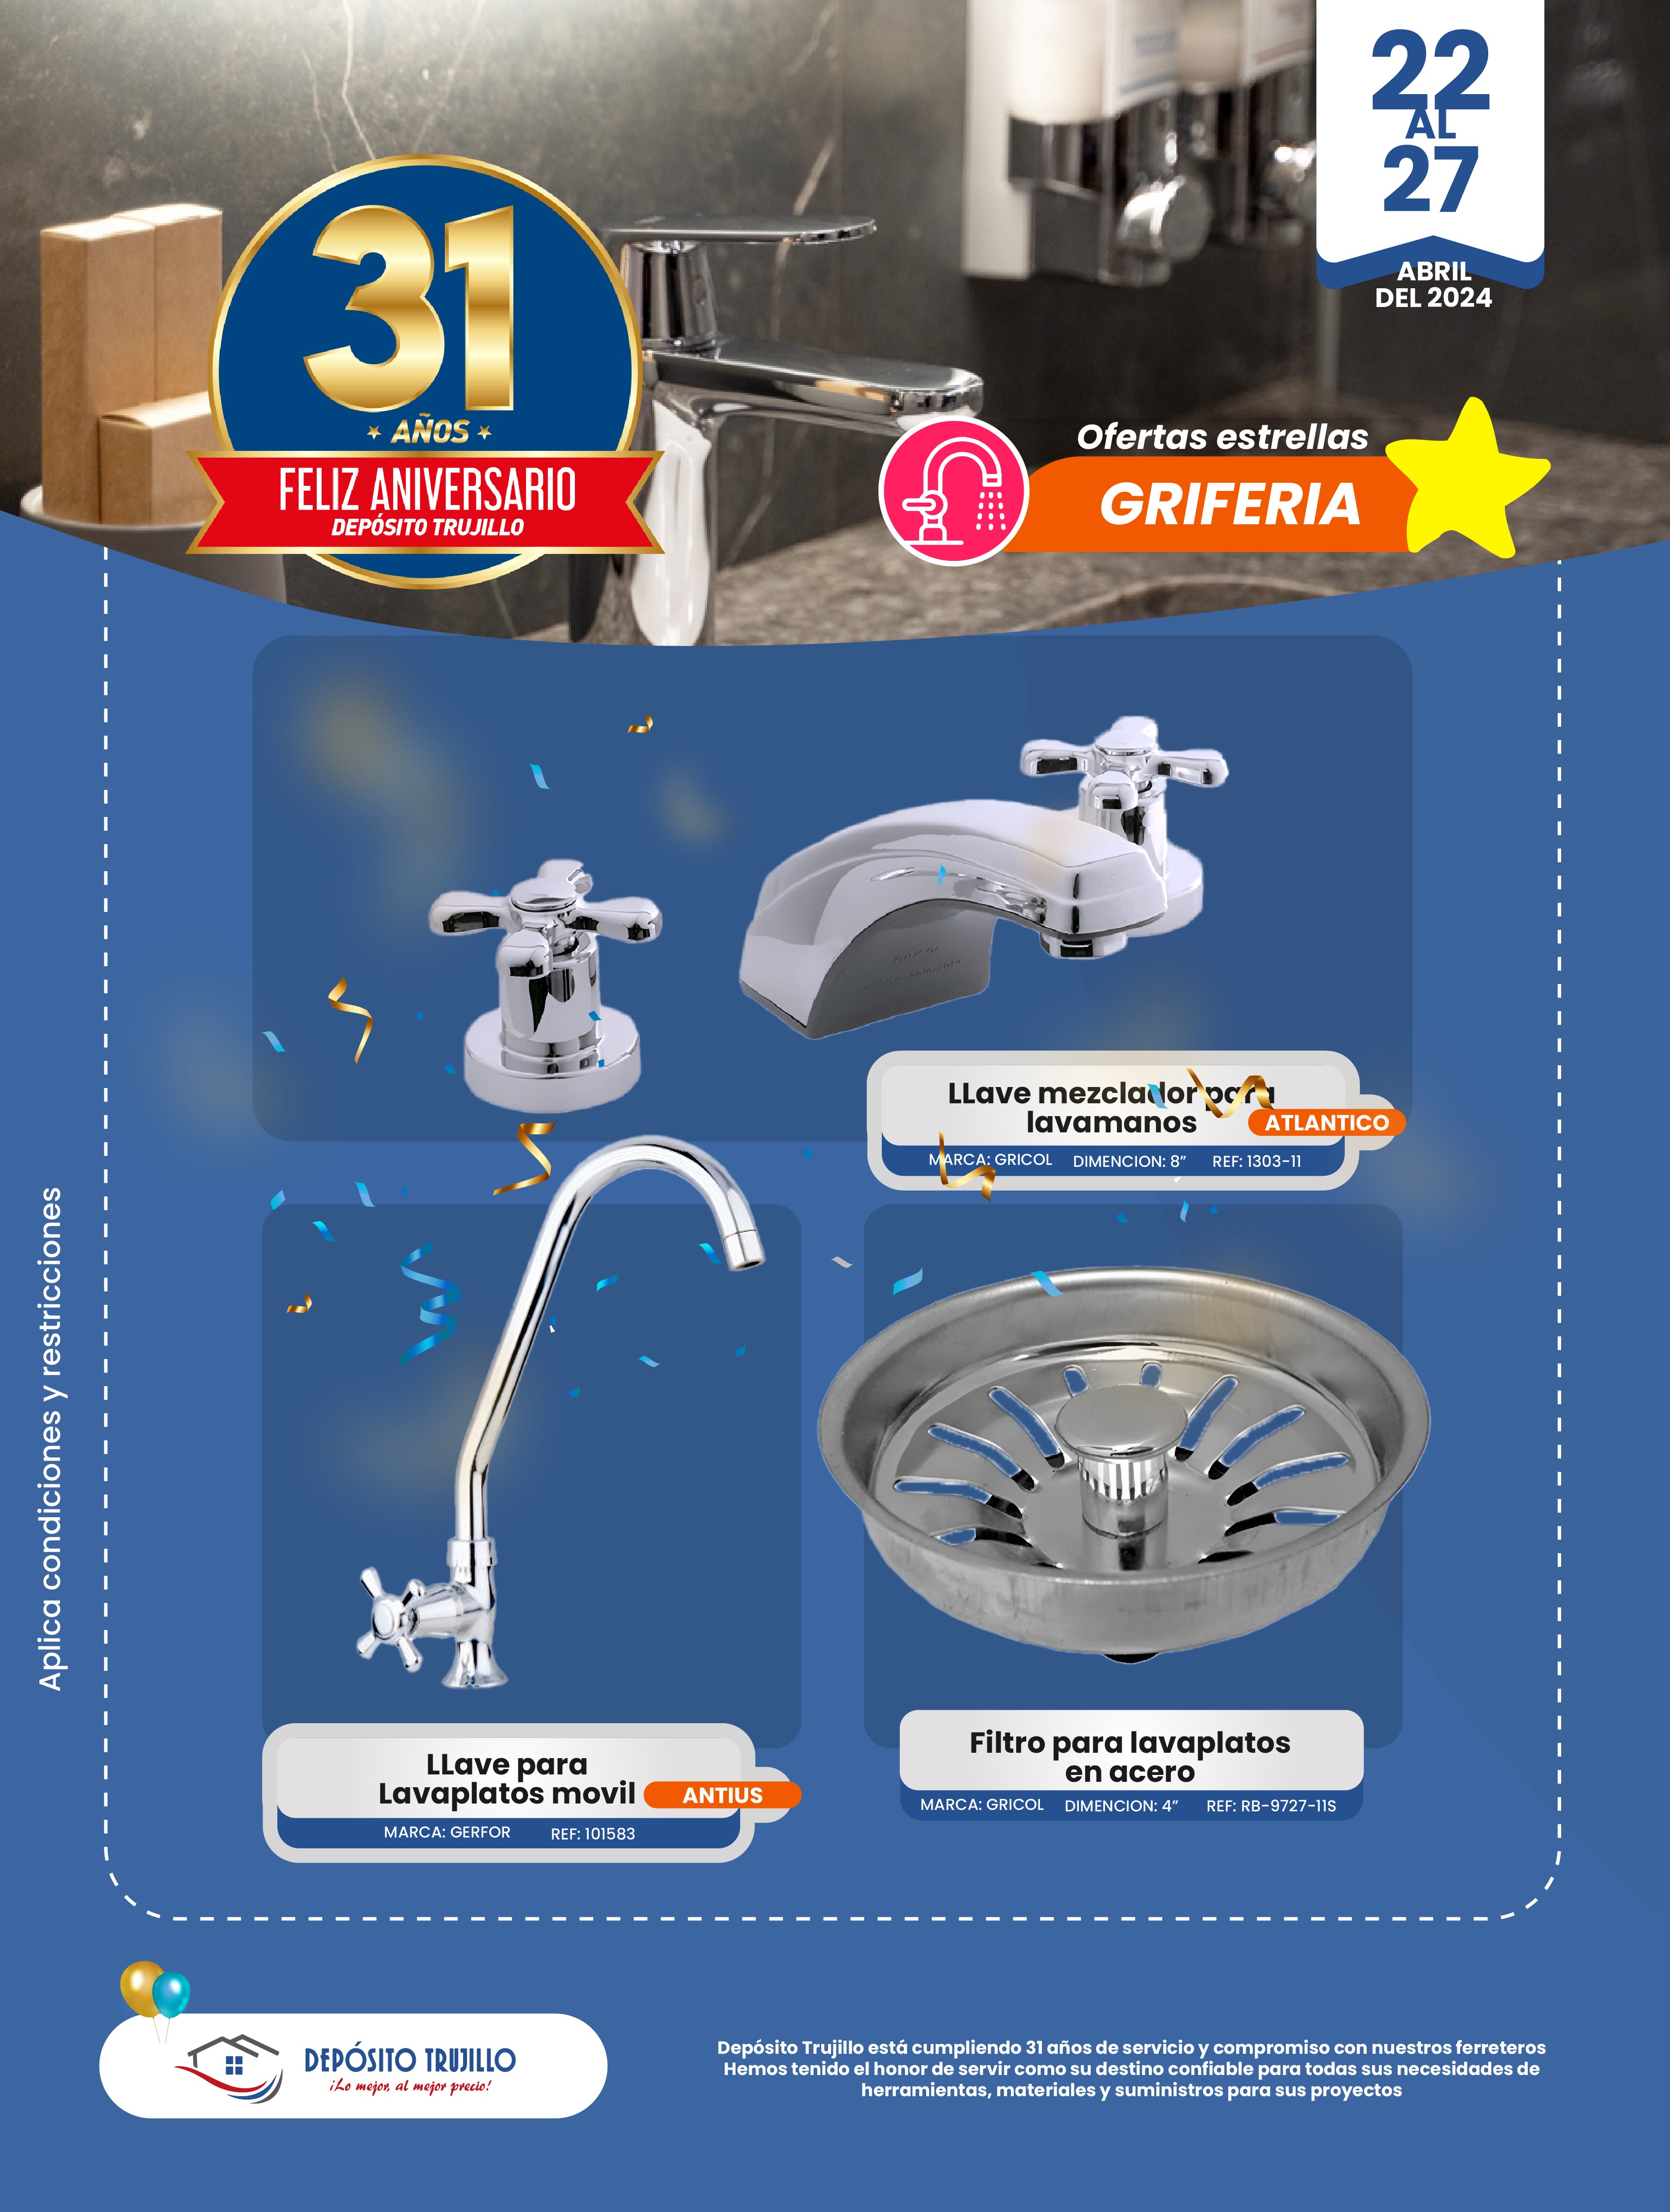 22
AL
27
ABRIL
DEL 2024
31
AÑOS
FELIZ ANIVERSARIO
DEPÓSITO TRUJILLO
Ofertas estrellas
GRIFERIA
LLave mezclador para
lavamanos
ATLANTICO
MARCA: GRICOL DIMENCION: 8” REF: 1303-11
Aplica condiciones y restricciones
LLave para
Lavaplatos movil
ANTIUS
MARCA: GERFOR REF: 101583
Filtro para lavaplatos
en acero
MARCA: GRICOL DIMENCION: 4” REF: RB-9727-11S
DEPÓSITO TRUJILLO
¡Lo mejor, al mejor precio!
Depósito Trujillo está cumpliendo 31 años de servicio y compromiso con nuestros ferreteros
Hemos tenido el honor de servir como su destino confiable para todas sus necesidades de
herramientas, materiales y suministros para sus proyectos